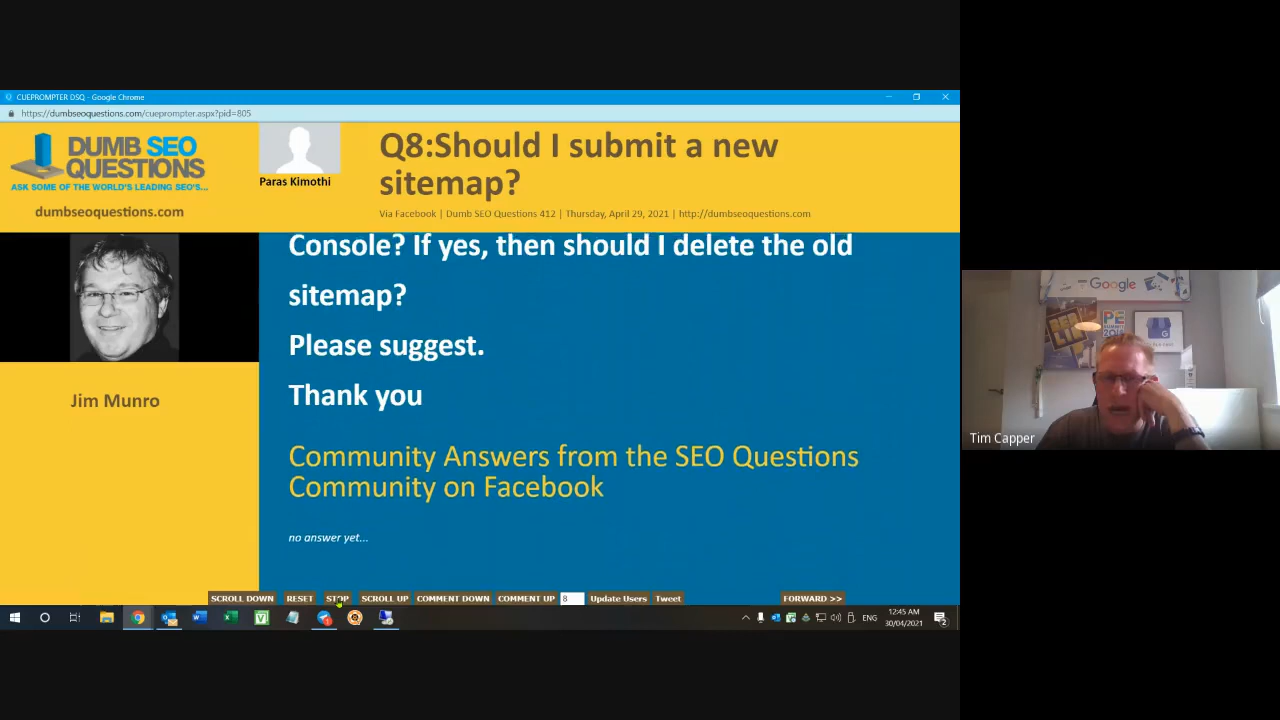 CUEPROMPTER DSQ - Google Chrome
https://dumbseoquestions.com/cueprompter.aspx?pid=805
DUMB SEO
QUESTIONS
ASK SOME OF THE WORLD'S LEADING SEO'S...
dumbseoquestions.com
Paras Kimothi
Q8:Should I submit a new
sitemap?
Via Facebook | Dumb SEO Questions 412 | Thursday, April 29, 2021 | http://dumbseoquestions.com
Jim Munro
Console? If yes, then should I delete the old
sitemap?
Please suggest.
Thank you
Community Answers from the SEO Questions
Community on Facebook
no answer yet...
SCROLL DOWN RESET STOP SCROLL UP COMMENT DOWN COMMENT UP 8 Update Users Tweet FORWARD >>
ENG
12:45 AM
30/04/2021
2
Google
Tim Capper